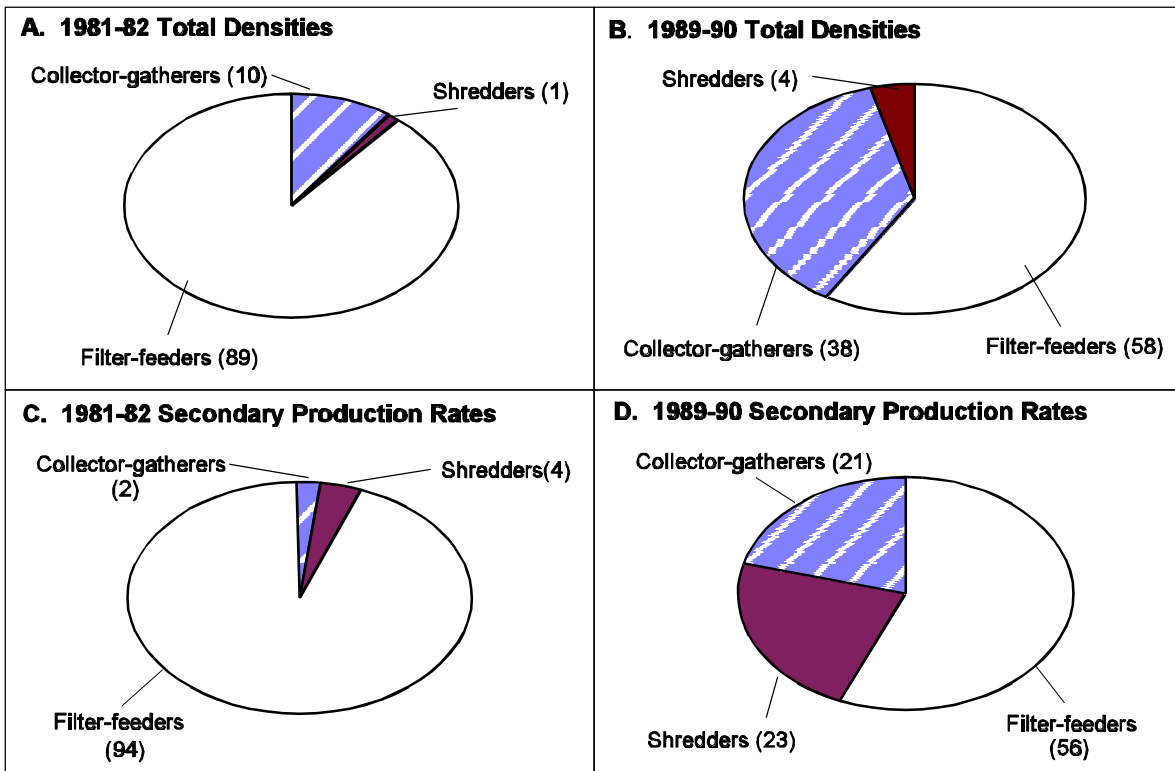 A. 1981-82 Total Densities
Collector-gatherers (10)
Shredders (1)
Filter-feeders (89)
B. 1989-90 Total Densities
Shredders (4)
Collector-gatherers (38)
Filter-feeders (58)
C. 1981-82 Secondary Production Rates
Collector-gatherers
(2)
Shredders(4)
Filter-feeders
(94)
D. 1989-90 Secondary Production Rates
Collector-gatherers (21)
Shredders (23)
Filter-feeders
(56)